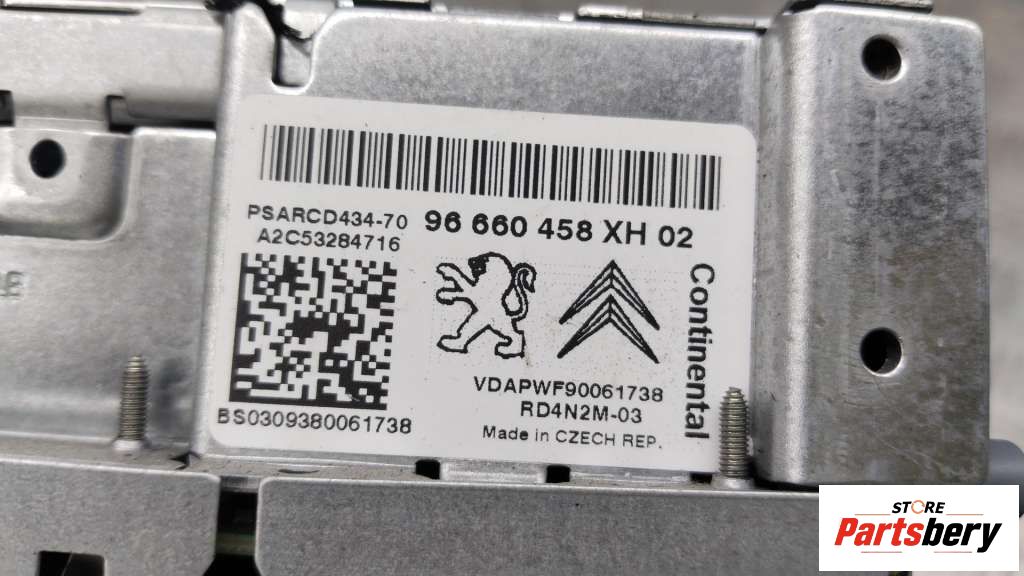 PSARCD434-70
96 660 458 XH 02
A2C53284716
Continental
VDAPWF90061738
RD4N2M-03
BS0309380061738
Made in CZECH REP.
STORE
Partsbery